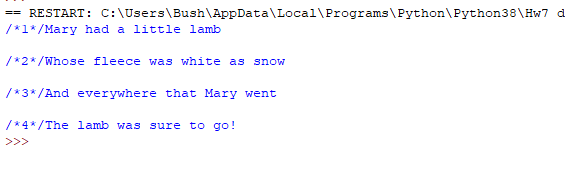 == RESTART: C:\Users\Bush\AppData\Local\Programs\Python\Python38\Hw7 d
/*1*/Mary had a little lamb
/*2*/Whose fleece was white as snow
/*3*/And everywhere that Mary went
/*4*/The lamb was sure to go!
>>>